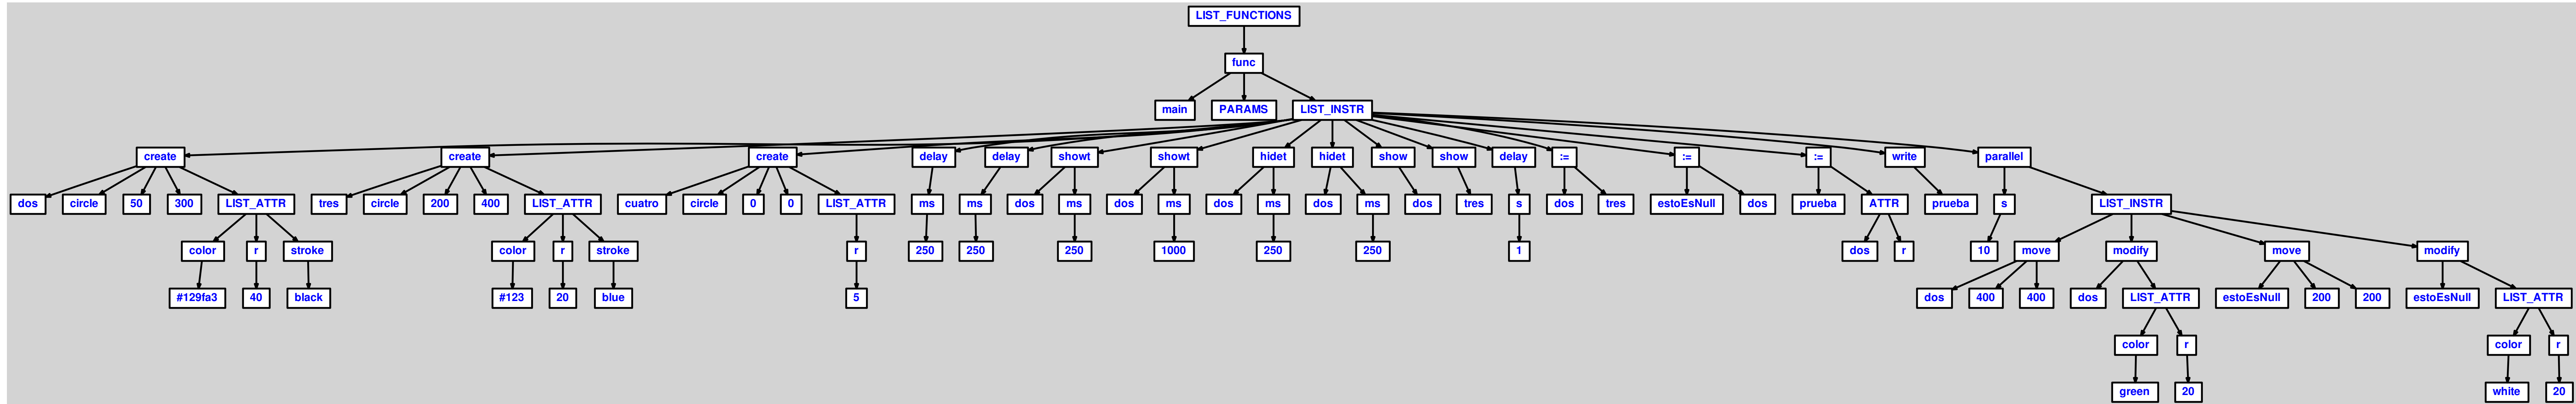 LIST_FUNCTIONS
func
main PARAMS LIST_INSTR
create create create delay delay showt showt hidet hidet show show delay := := := write parallel
dos circle 50 300 LIST_ATTR tres circle 200 400 LIST_ATTR cuatro circle 0 0 LIST_ATTR ms ms dos ms dos ms dos ms dos ms dos tres s dos tres estoEsNull dos prueba ATTR prueba s LIST_INSTR
color r stroke color r stroke r 250 250 250 1000 250 250 1 dos r 10 move modify move modify
#129fa3 40 black #123 20 blue 5 dos 400 400 dos LIST_ATTR estoEsNull 200 200 estoEsNull LIST_ATTR
color r color r
green 20 white 20